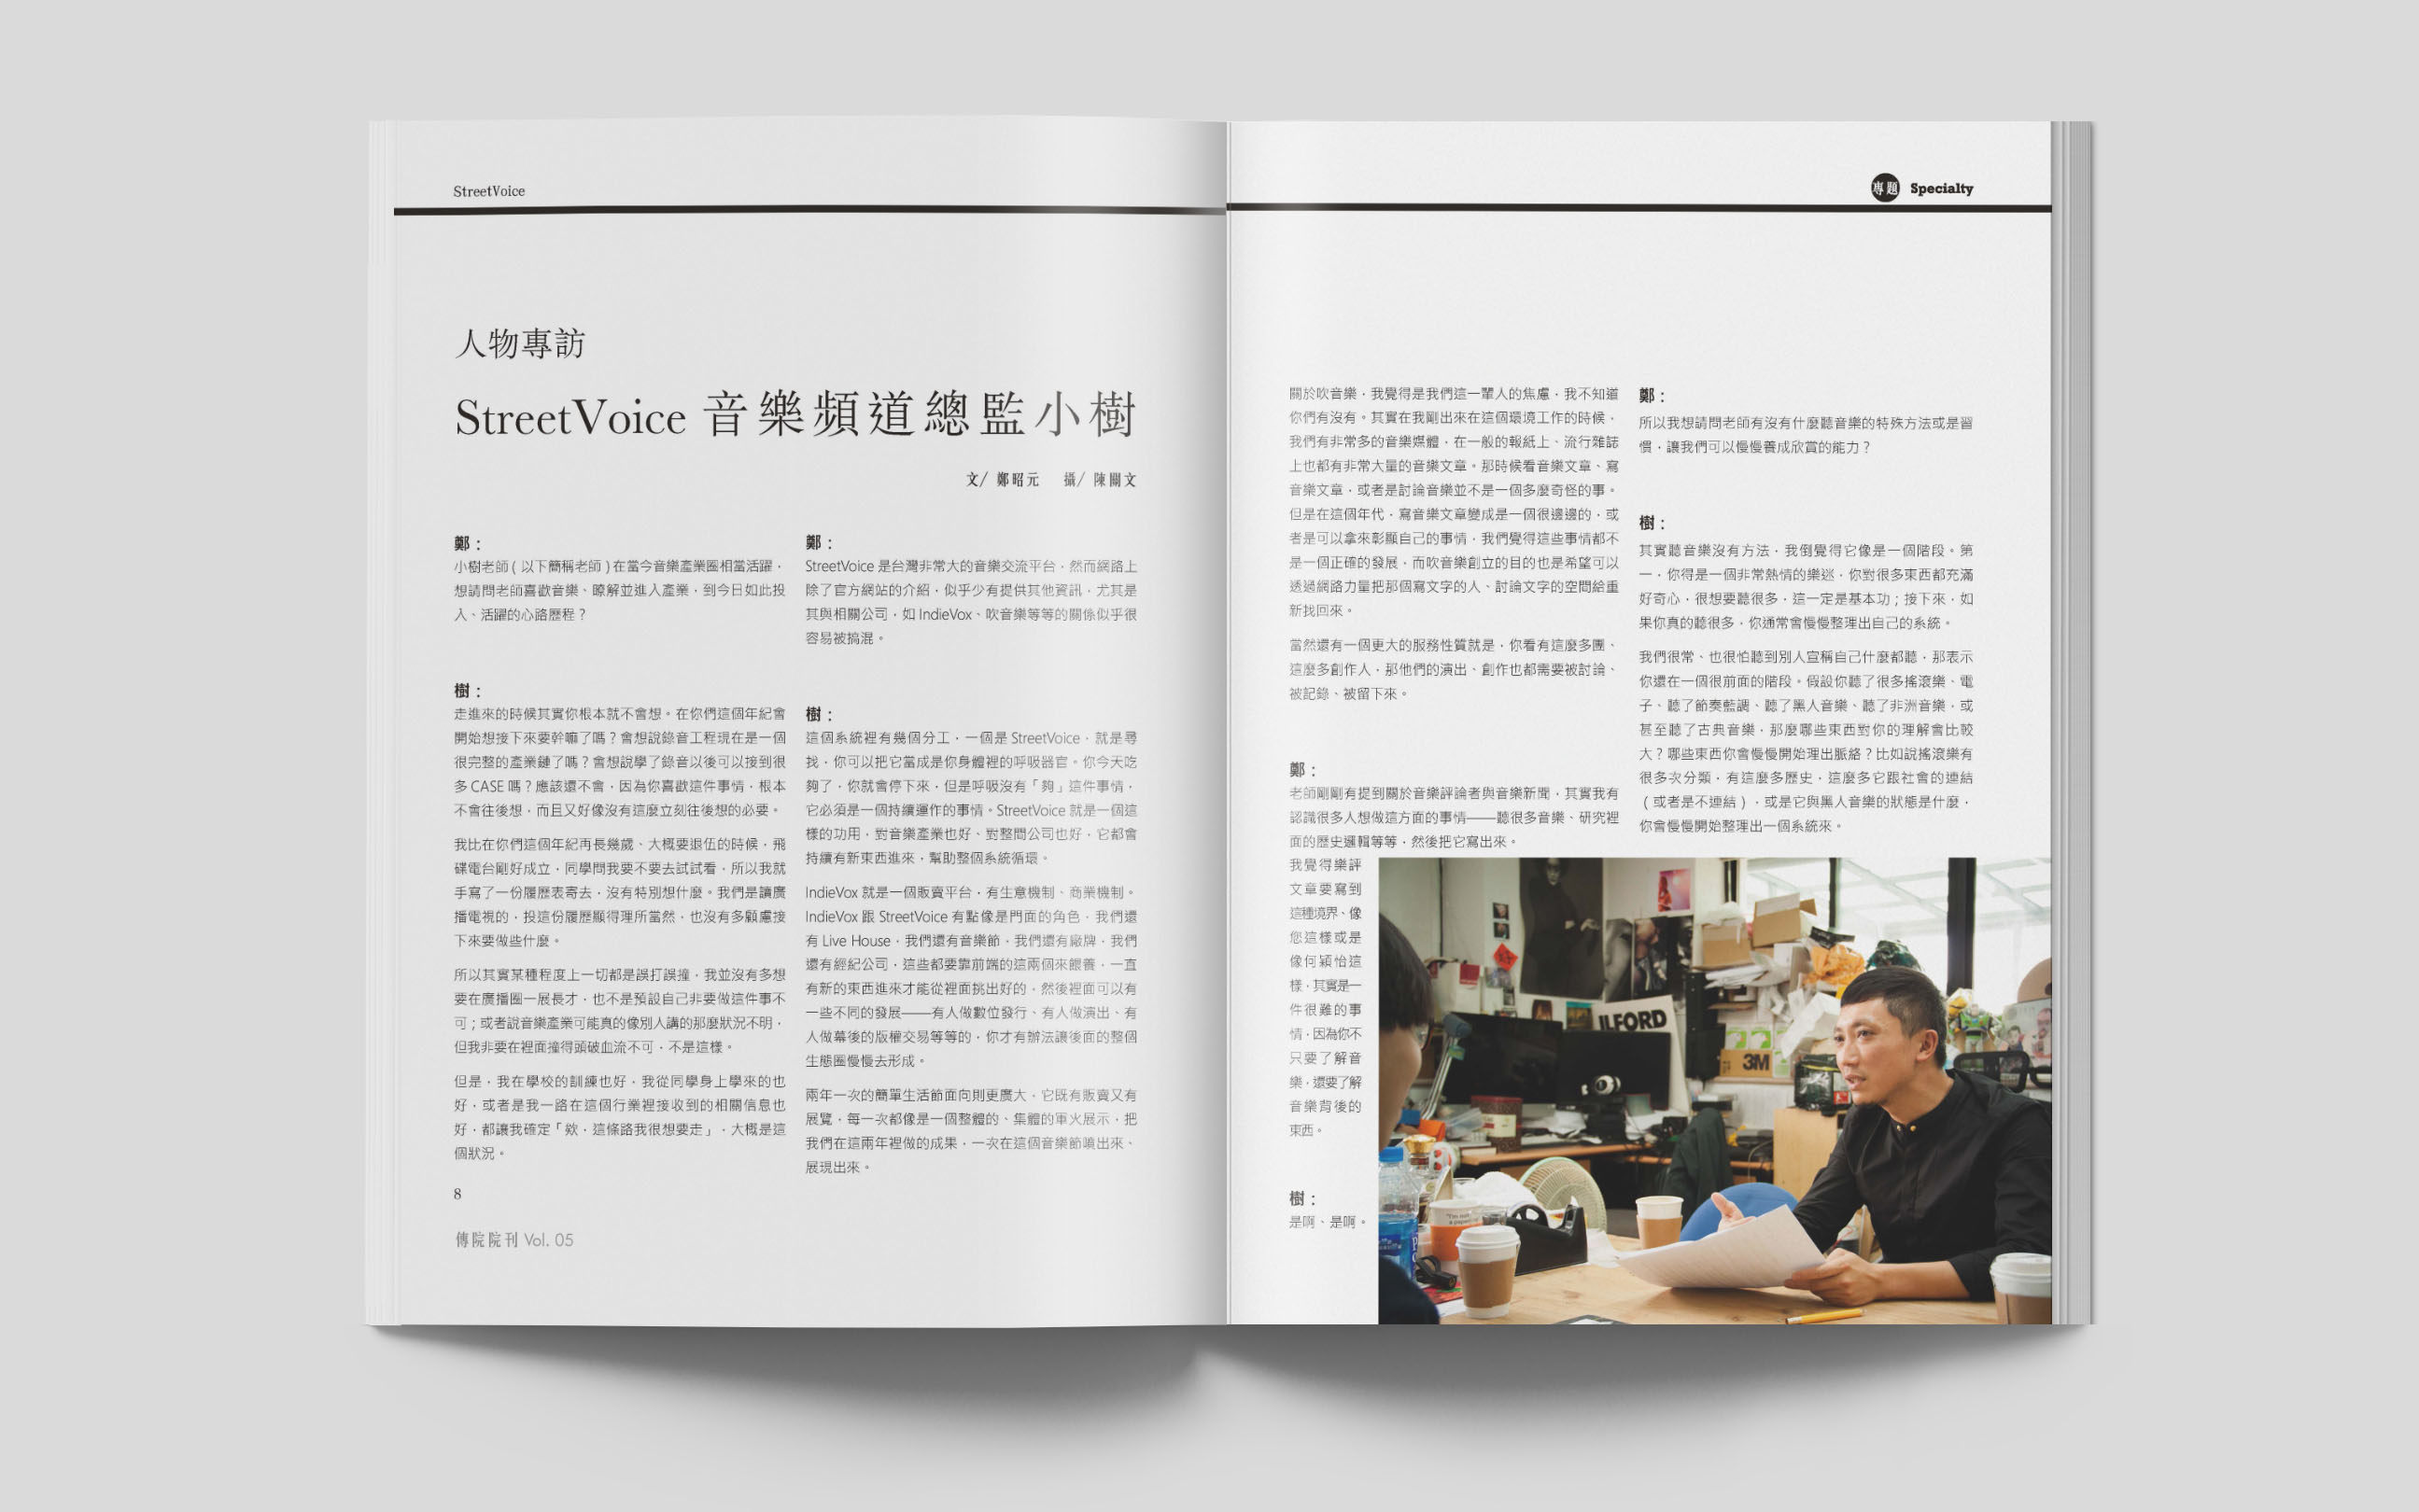 StreetVoice
人物專訪
StreetVoice 音樂頻道總監小樹
文/ 鄭昭元 攝/ 陳關文
鄭：
小樹老師 ( 以下簡稱老師 ) 在當今音樂產業圈相當活躍，
想請問老師喜歡音樂、瞭解並進入產業，到今日如此投
入、活躍的心路歷程？
樹：
走進來的時候其實你根本就不會想。在你們這個年紀會
開始想接下來要幹嘛了嗎？會想說錄音工程現在是一個
很完整的產業鏈了嗎？會想說學了錄音以後可以接到很
多 CASE 嗎？應該還不會，因為你喜歡這件事情，根本
不會往後想，而且又好像沒有這麼立刻往後想的必要。
我比在你們這個年紀再長幾歲、大概要退伍的時候，飛
碟電台剛好成立，同學問我要不要去試試看，所以我就
手寫了一份履歷表寄去，沒有特別想什麼。我們是讀廣
播電視的，投這份履歷顯得理所當然，也沒有多顧慮接
下來要做些什麼。
所以其實某種程度上一切都是誤打誤撞，我並沒有多想
要在廣播圈一展長才，也不是預設自己非要做這件事不
可；或者說音樂產業可能真的像別人講的那麼狀況不明，
但我非要在裡面撞得頭破血流不可，不是這樣。
但是，我在學校的訓練也好，我從同學身上學來的也
好，或者是我一路在這個行業裡接收到的相關信息也
好，都讓我確定「欸，這條路我很想要走」，大概是這
個狀況。
8
傳院院刊 Vol. 05
鄭：
StreetVoice 是台灣非常大的音樂交流平台，然而網路上
除了官方網站的介紹，似乎少有提供其他資訊，尤其是
其與相關公司，如 IndieVox、吹音樂等等的關係似乎很
容易被搞混。
樹：
這個系統裡有幾個分工，一個是 StreetVoice，就是尋
找，你可以把它當成是你身體裡的呼吸器官。你今天吃
夠了，你就會停下來，但是呼吸沒有「夠」這件事情，
它必須是一個持續運作的事情。StreetVoice 就是一個這
樣的功用，對音樂產業也好、對整間公司也好，它都會
持續有新東西進來，幫助整個系統循環。
IndieVox 就是一個販賣平台，有生意機制、商業機制。
IndieVox 跟 StreetVoice 有點像是門面的角色，我們還
有 Live House，我們還有音樂節，我們還有廠牌，我們
還有經紀公司，這些都要靠前端的這兩個來餵養，一直
有新的東西進來才能從裡面挑出好的，然後裡面可以有
一些不同的發展——有人做數位發行、有人做演出、有
人做幕後的版權交易等等的，你才有辦法讓後面的整個
生態圈慢慢去形成。
兩年一次的簡單生活節面向則更廣大，它既有販賣又有
展覽，每一次都像是一個整體的、集體的軍火展示，把
我們在這兩年裡做的成果，一次在這個音樂節噴出來、
展現出來。
專題 Specialty
關於吹音樂，我覺得是我們這一輩人的焦慮，我不知道
你們有沒有。其實在我剛出來在這個環境工作的時候，
我們有非常多的音樂媒體，在一般的報紙上、流行雜誌
上也都有非常大量的音樂文章。那時候看音樂文章、寫
音樂文章，或者是討論音樂並不是一個多麼奇怪的事。
但是在這個年代，寫音樂文章變成是一個很邊邊的，或
者是可以拿來彰顯自己的事情，我們覺得這些事情都不
是一個正確的發展，而吹音樂創立的目的也是希望可以
透過網路力量把那個寫文字的人、討論文字的空間給重
新找回來。
當然還有一個更大的服務性質就是，你看有這麼多團、
這麼多創作人，那他們的演出、創作也都需要被討論、
被記錄、被留下來。
鄭：
老師剛剛有提到關於音樂評論者與音樂新聞，其實我有
認識很多人想做這方面的事情——聽很多音樂、研究裡
面的歷史邏輯等等，然後把它寫出來。
我覺得樂評
文章要寫到
這種境界、像
您這樣或是
像何穎怡這
樣，其實是一
件很難的事
情，因為你不
只要了解音
樂，還要了解
音樂背後的
東西。
樹：
是啊、是啊。
鄭：
所以我想請問老師有沒有什麼聽音樂的特殊方法或是習
慣，讓我們可以慢慢養成欣賞的能力？
樹：
其實聽音樂沒有方法，我倒覺得它像是一個階段。第
一，你得是一個非常熱情的樂迷，你對很多東西都充滿
好奇心，很想要聽很多，這一定是基本功；接下來，如
果你真的聽很多，你通常會慢慢整理出自己的系統。
我們很常、也很怕聽到別人宣稱自己什麼都聽，那表示
你還在一個很前面的階段。假設你聽了很多搖滾樂、電
子、聽了節奏藍調、聽了黑人音樂、聽了非洲音樂，或
甚至聽了古典音樂，那麼哪些東西對你的理解會比較
大？哪些東西你會慢慢開始理出脈絡？比如說搖滾樂有
很多次分類，有這麼多歷史，這麼多它跟社會的連結
（或者是不連結），或是它與黑人音樂的狀態是什麼，
你會慢慢開始整理出一個系統來。
ILFORD
3M